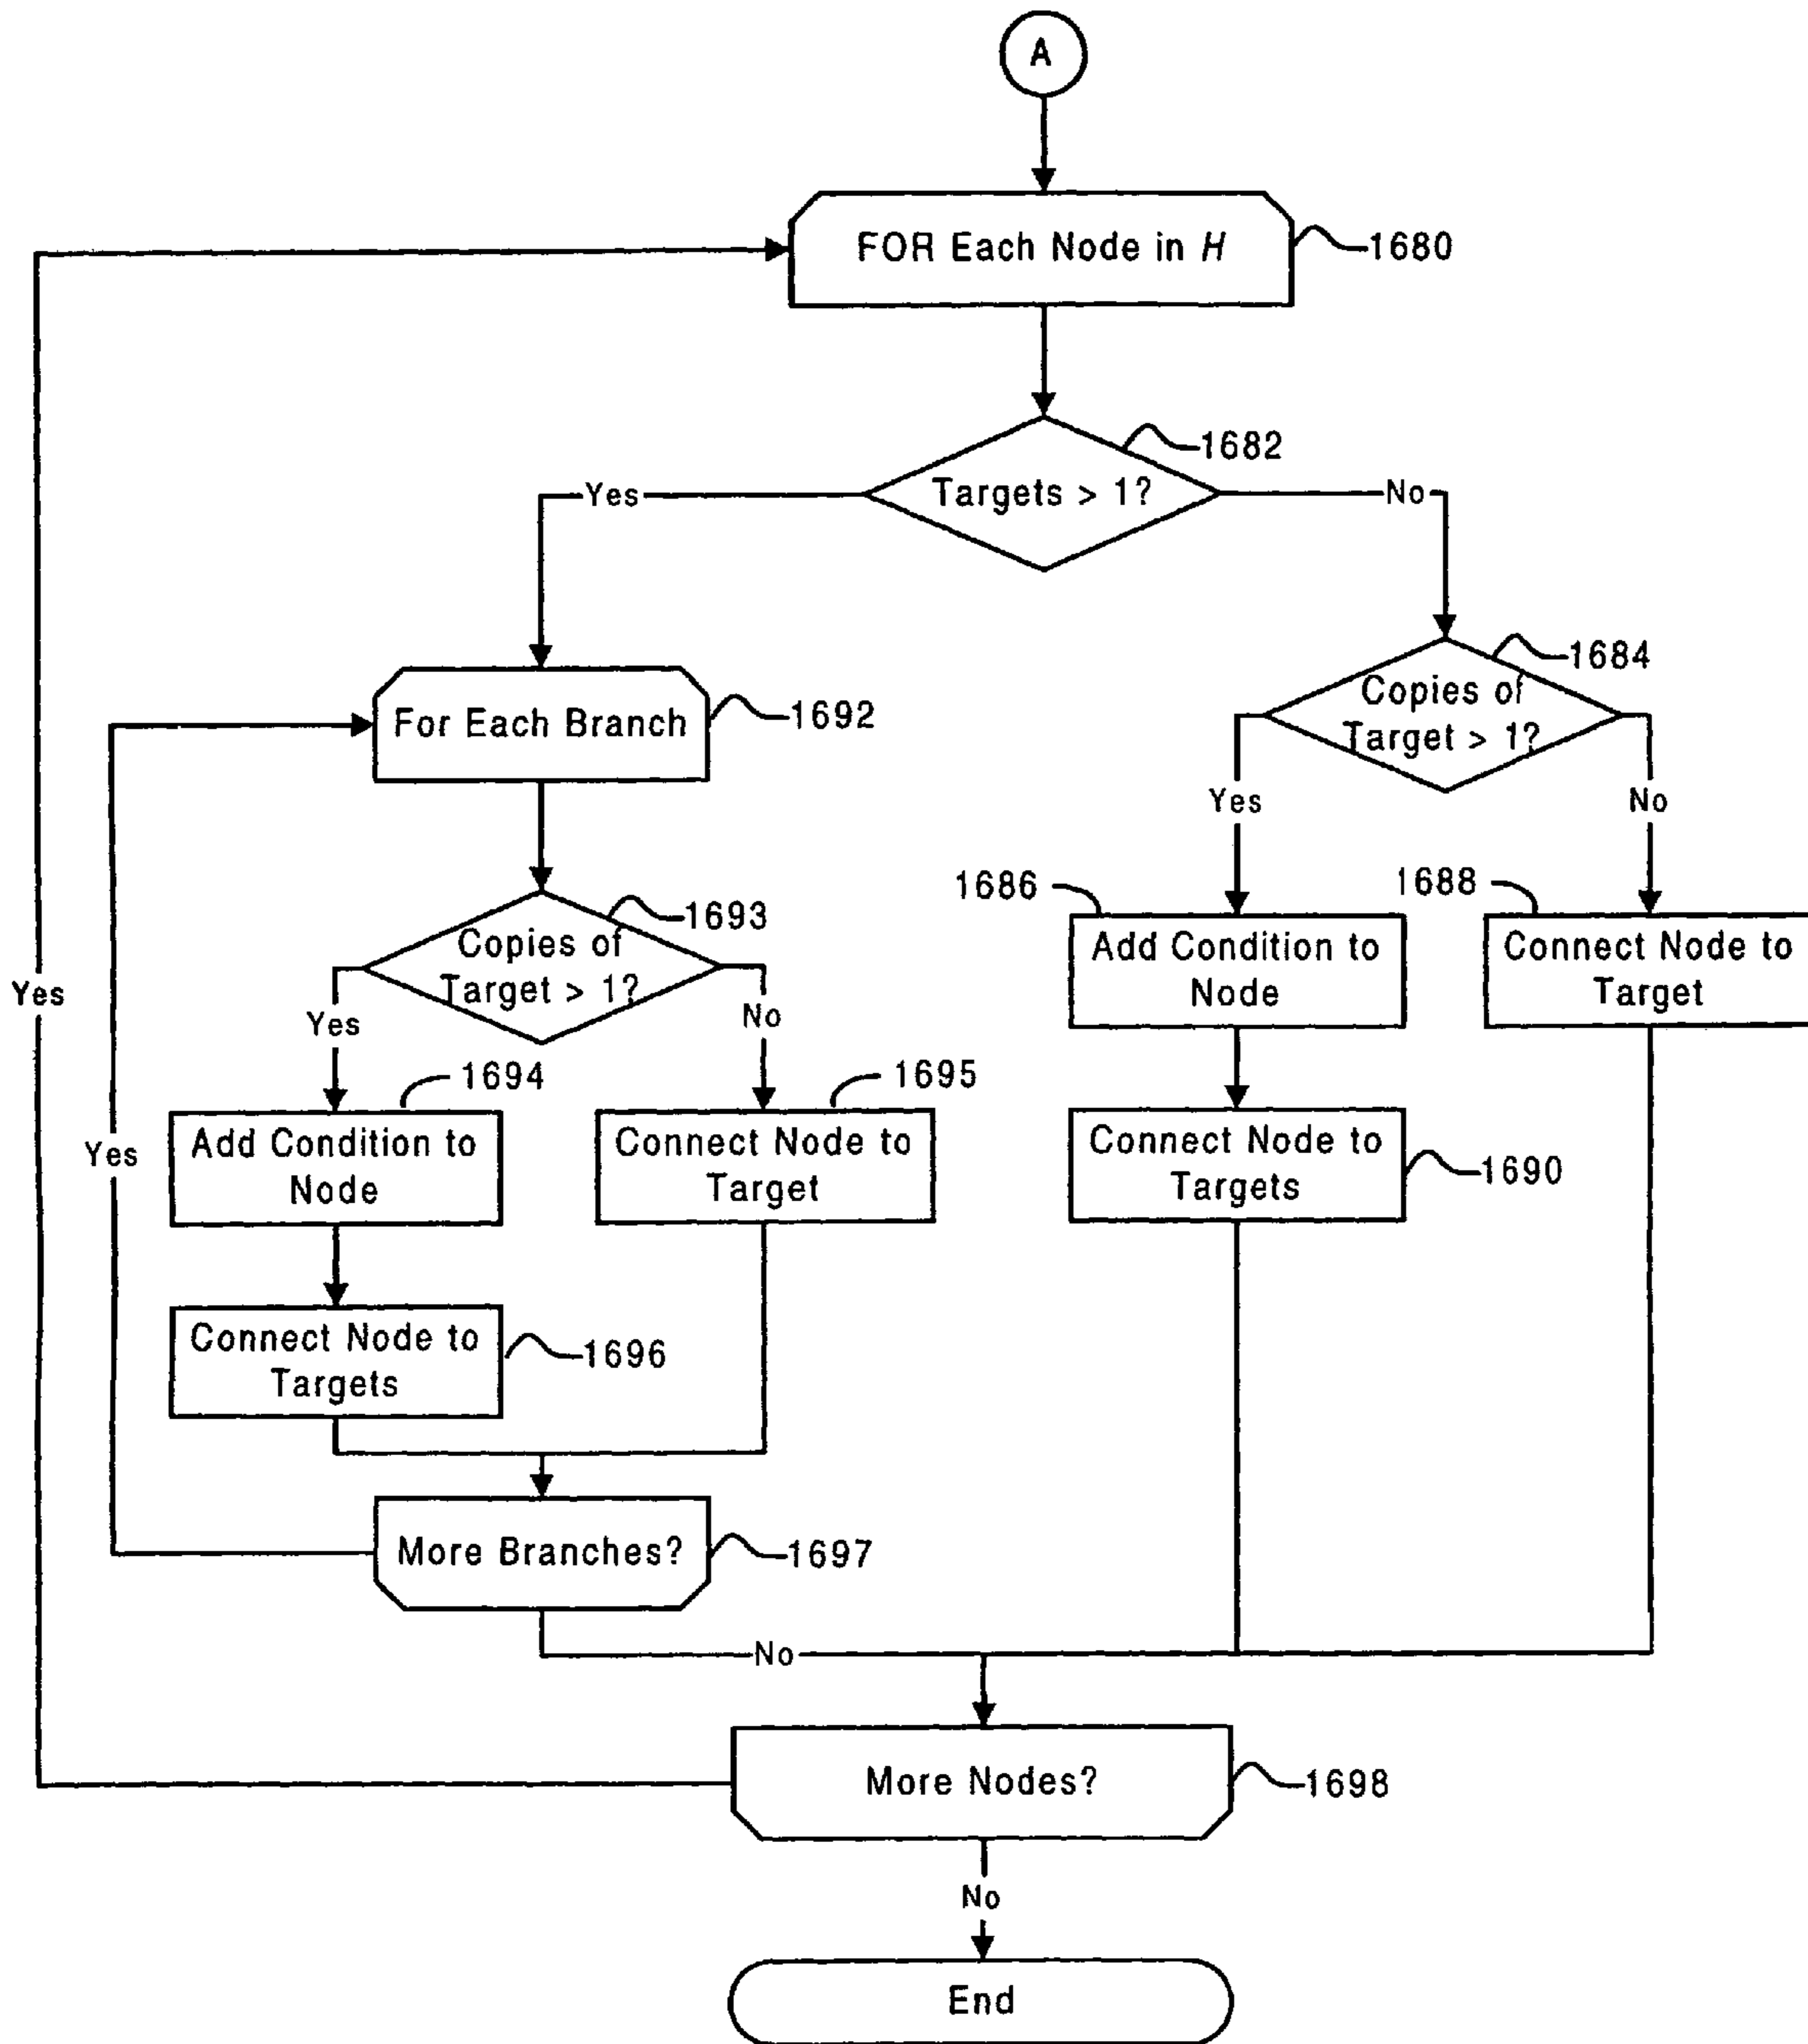 A
FOR Each Node in H
1680
1682
Targets > 1?
Yes
No
1684
Copies of
Target > 1?
For Each Branch
1692
Yes
No
1686
1688
1693
Copies of
Target > 1?
Add Condition to
Node
Connect Node to
Target
Yes
Yes
No
1694
1695
Add Condition to
Node
Connect Node to
Target
Connect Node to
Targets
1690
Yes
Connect Node to
Targets
1696
More Branches?
1697
No
More Nodes?
1698
No
End